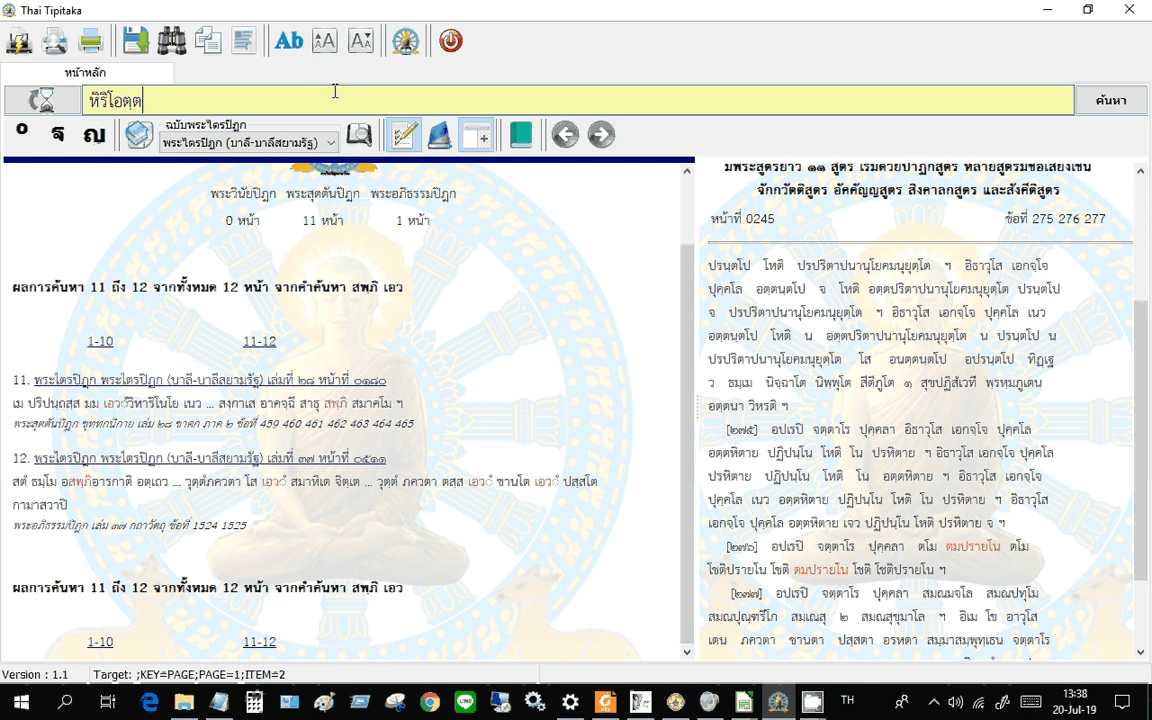 Thai Tipitaka
หน้าหลัก
หิริโอตฺต
ค้นหา
ฉบับพระไตรปิฎก
พระไตรปิฎก (บาลี-บาลีสยามรัฐ)
พระวินัยปิฎก พระสุตตันปิฎก พระอภิธรรมปิฎก
0 หน้า 11 หน้า 1 หน้า
ผลการค้นหา 11 ถึง 12 จากทั้งหมด 12 หน้า จากคำค้นหา สพฺภิ เอว
1-10 11-12
11. พระไตรปิฎก พระไตรปิฎก (บาลี-บาลีสยามรัฐ) เล่มที่ ๒๘ หน้าที่ ๐๑๘๐
เม ปริปนฺถสฺส มม เอวํวิหารีโนโย เนว ... สงฺกาเส อาคจฺฉึ สาธุ สพฺภิ สมาคโม ฯ
พระสุตตันปิฎก ขุททกนิกาย เล่ม ๒๘ ชาดก ภาค ๒ ข้อที่ 459 460 461 462 463 464 465
12. พระไตรปิฎก พระไตรปิฎก (บาลี-บาลีสยามรัฐ) เล่มที่ ๓๗ หน้าที่ ๐๕๑๑
สตํ ธมฺโม อสพฺภิอารกาติ อตฺเถว ... วุตฺตํภควตา โส เอวํ สมาหิเต จิตฺเต ... วุตฺตํ ภควตา ตสฺส เอวํ ชานโต เอวํ ปสฺสโต
กามาสวาปิ
พระอภิธรรมปิฎก เล่ม ๓๗ กถาวัตถุ ข้อที่ 1524 1525
ผลการค้นหา 11 ถึง 12 จากทั้งหมด 12 หน้า จากคำค้นหา สพฺภิ เอว
1-10 11-12
มีพระสูตรยาว ๑๑ สูตร เริ่มด้วยปาฏิกสูตร หลายสูตรมีชื่อเสียงเช่น
จักกวัตติสูตร อัคคัญญสูตร สิงคาลกสูตร และสังคีติสูตร
หน้าที่ 0245 ข้อที่ 275 276 277
ปรนฺตโป โหติ ปรปริตาปนานุโยคมนุยุตฺโต ฯ อิธาวุโส เอกจฺโจ
ปุคฺคโล อตฺตนฺตโป จ โหติ อตฺตปริตาปนานุโยคมนุยุตฺโต ปรนฺตโป
จ ปรปริตาปนานุโยคมนุยุตฺโต ฯ อิธาวุโส เอกจฺโจ ปุคฺคโล เนว
อตฺตนฺตโป โหติ น อตฺตปริตาปนานุโยคมนุยุตฺโต น ปรนฺตโป น
ปรปริตาปนานุโยคมนุยุตฺโต โส อนตฺตนฺตโป อปรนฺตโป ทิฏฺเฐ
ว ธมฺเม นิจฺฉาโต นิพฺพุโต สีตีภูโต ๑ สุขปฏิสํเวที พฺรหฺมภูเตน
อตฺตนา วิหรติ ฯ
[๒๗๕] อปเรปิ จตฺตาโร ปุคฺคลา อิธาวุโส เอกจฺโจ ปุคฺคโล
อตฺตหิตาย ปฏิปนฺโน โหติ โน ปรหิตาย ฯ อิธาวุโส เอกจฺโจ ปุคฺคโล
ปรหิตาย ปฏิปนฺโน โหติ โน อตฺตหิตาย ฯ อิธาวุโส เอกจฺโจ
ปุคฺคโล เนว อตฺตหิตาย ปฏิปนฺโน โหติ โน ปรหิตาย ฯ อิธาวุโส
เอกจฺโจ ปุคฺคโล อตฺตหิตาย เจว ปฏิปนฺโน โหติ ปรหิตาย จ ฯ
[๒๗๖] อปเรปิ จตฺตาโร ปุคฺคลา ตโม ตมปรายโน ตโม
โชติปรายโน โชติ ตมปรายโน โชติ โชติปรายโน ฯ
[๒๗๗] อปเรปิ จตฺตาโร ปุคฺคลา สมณมจโล สมณปทุโม
สมณปุณฺฑรีโก สมเณสุ ๒ สมณสุขุมาโล ฯ อิเม โข อาวุโส
เตน ภควตา ชานตา ปสฺสตา อรหตา สมฺมาสมฺพุทฺเธน จตฺตาโร
Version : 1.1 Target: ;KEY=PAGE;PAGE=1;ITEM=2
TH
13:38
20-Jul-19